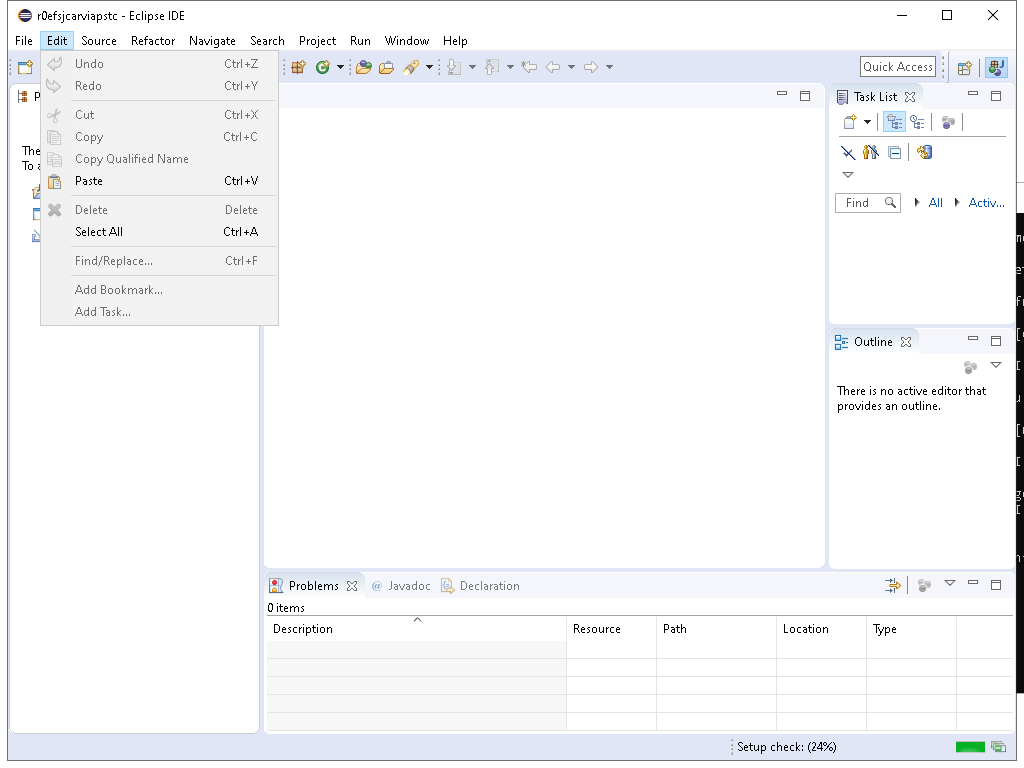 r0efsjcarviapstc - Eclipse IDE
File Edit Source Refactor Navigate Search Project Run Window Help
Undo Ctrl+Z
Redo Ctrl+Y
Cut Ctrl+X
Copy Ctrl+C
Copy Qualified Name
Paste Ctrl+V
Delete Delete
Select All Ctrl+A
Find/Replace... Ctrl+F
Add Bookmark...
Add Task...
Quick Access
P
The
To a
Task List
Find All Activ...
Outline
There is no active editor that
provides an outline.
Problems @ Javadoc Declaration
0 items
Description Resource Path Location Type
Setup check: (24%)